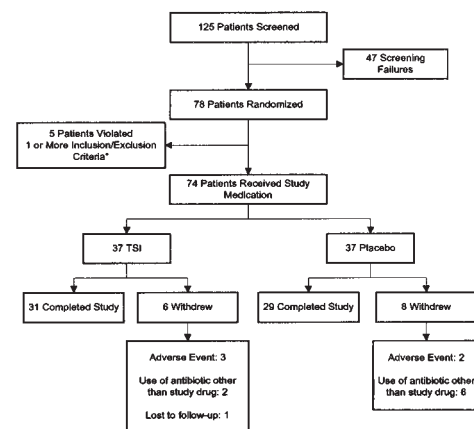 125 Patients Screened
47 Screening
Failures
78 Patients Randomized
5 Patients Violated
1 or More Inclusion/Exclusion
Criteria*
74 Patients Received Study
Medication
37 TSI
37 Placebo
31 Completed Study
6 Withdrew
29 Completed Study
8 Withdrew
Adverse Event: 3
Use of antibiotic other
than study drug: 2
Lost to follow-up: 1
Adverse Event: 2
Use of antibiotic other
than study drug: 6